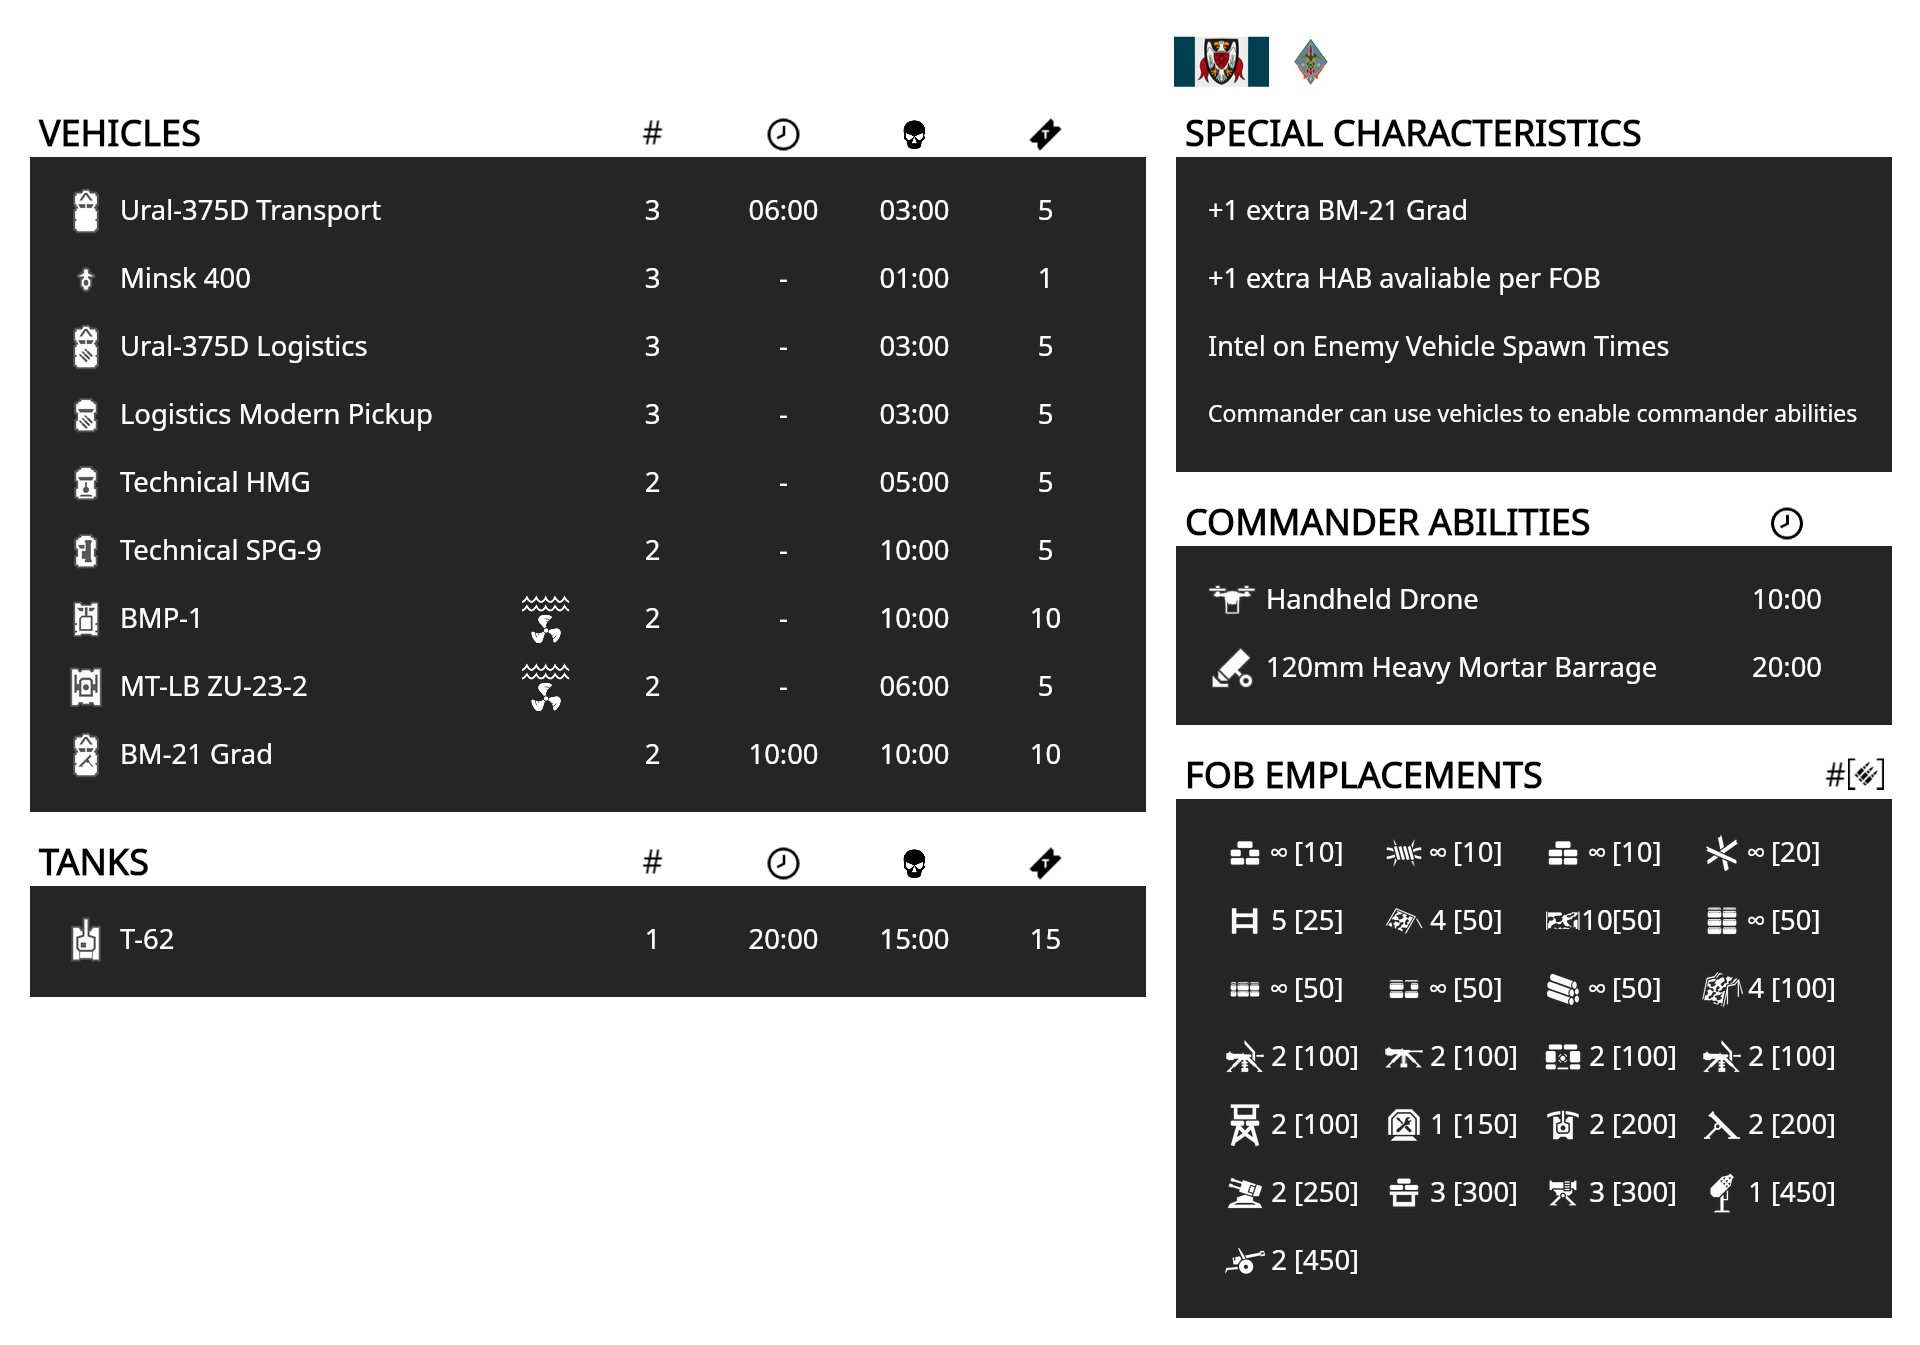 VEHICLES #
Ural-375D Transport 3 06:00 03:00 5
Minsk 400 3 - 01:00 1
Ural-375D Logistics 3 - 03:00 5
Logistics Modern Pickup 3 - 03:00 5
Technical HMG 2 - 05:00 5
Technical SPG-9 2 - 10:00 5
BMP-1 2 - 10:00 10
MT-LB ZU-23-2 2 - 06:00 5
BM-21 Grad 2 10:00 10:00 10
TANKS #
T-62 1 20:00 15:00 15
SPECIAL CHARACTERISTICS
+1 extra BM-21 Grad
+1 extra HAB avaliable per FOB
Intel on Enemy Vehicle Spawn Times
Commander can use vehicles to enable commander abilities
COMMANDER ABILITIES
Handheld Drone 10:00
120mm Heavy Mortar Barrage 20:00
FOB EMPLACEMENTS #[]
∞ [10] ∞ [10] ∞ [10] ∞ [20]
5 [25] 4 [50] 10[50] ∞ [50]
∞ [50] ∞ [50] ∞ [50] 4 [100]
2 [100] 2 [100] 2 [100] 2 [100]
2 [100] 1 [150] 2 [200] 2 [200]
2 [250] 3 [300] 3 [300] 1 [450]
2 [450]